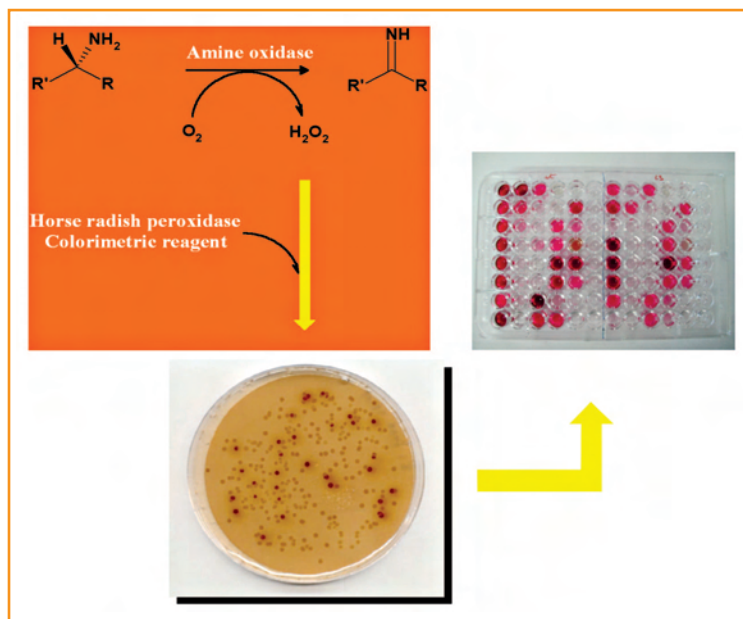 H NH2
Amine oxidase
NH
R' R
R' R
O2 H2O2
Horse radish peroxidase
Colorimetric reagent